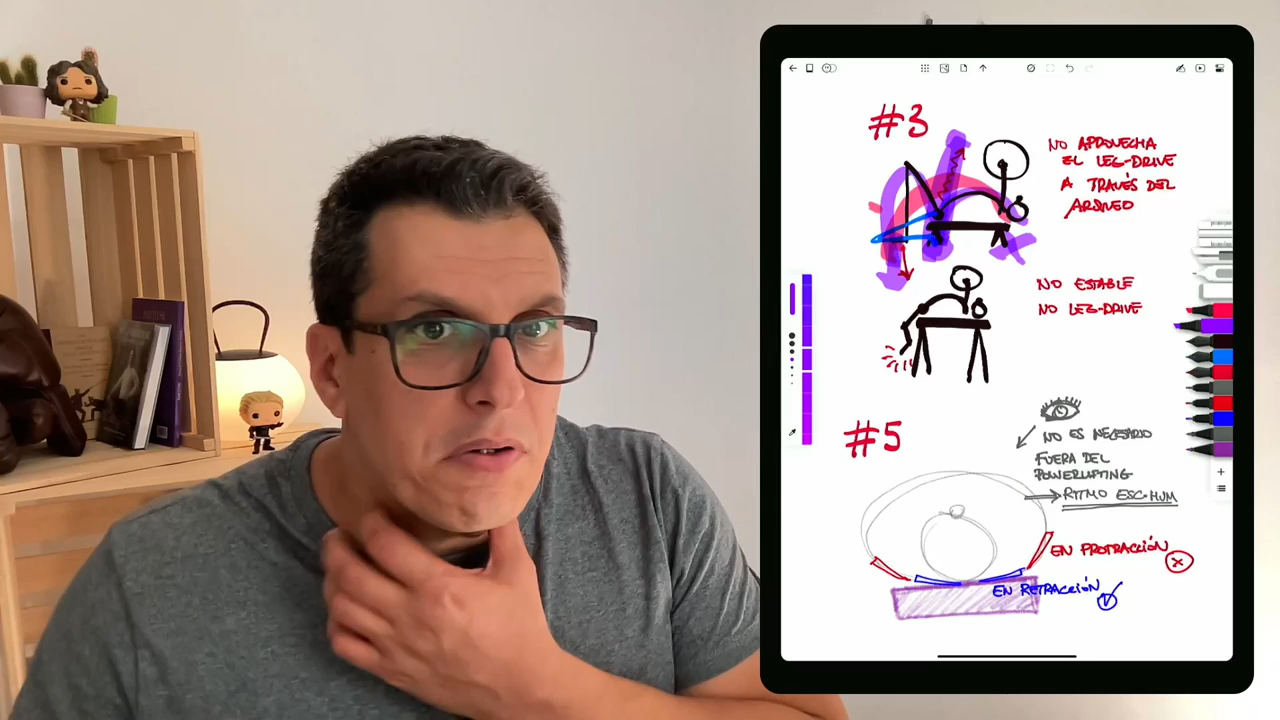 #3
NO APROVECHA
EL LEG-DRIVE
A TRAVÉS DEL
ARQUEO
NO ESTABLE
NO LEG-DRIVE
#5
NO ES NECESARIO
FUERA DEL
POWERLIFTING
RITMO ESC-HUM
EN PROTRACCIÓN
EN RETRACCIÓN